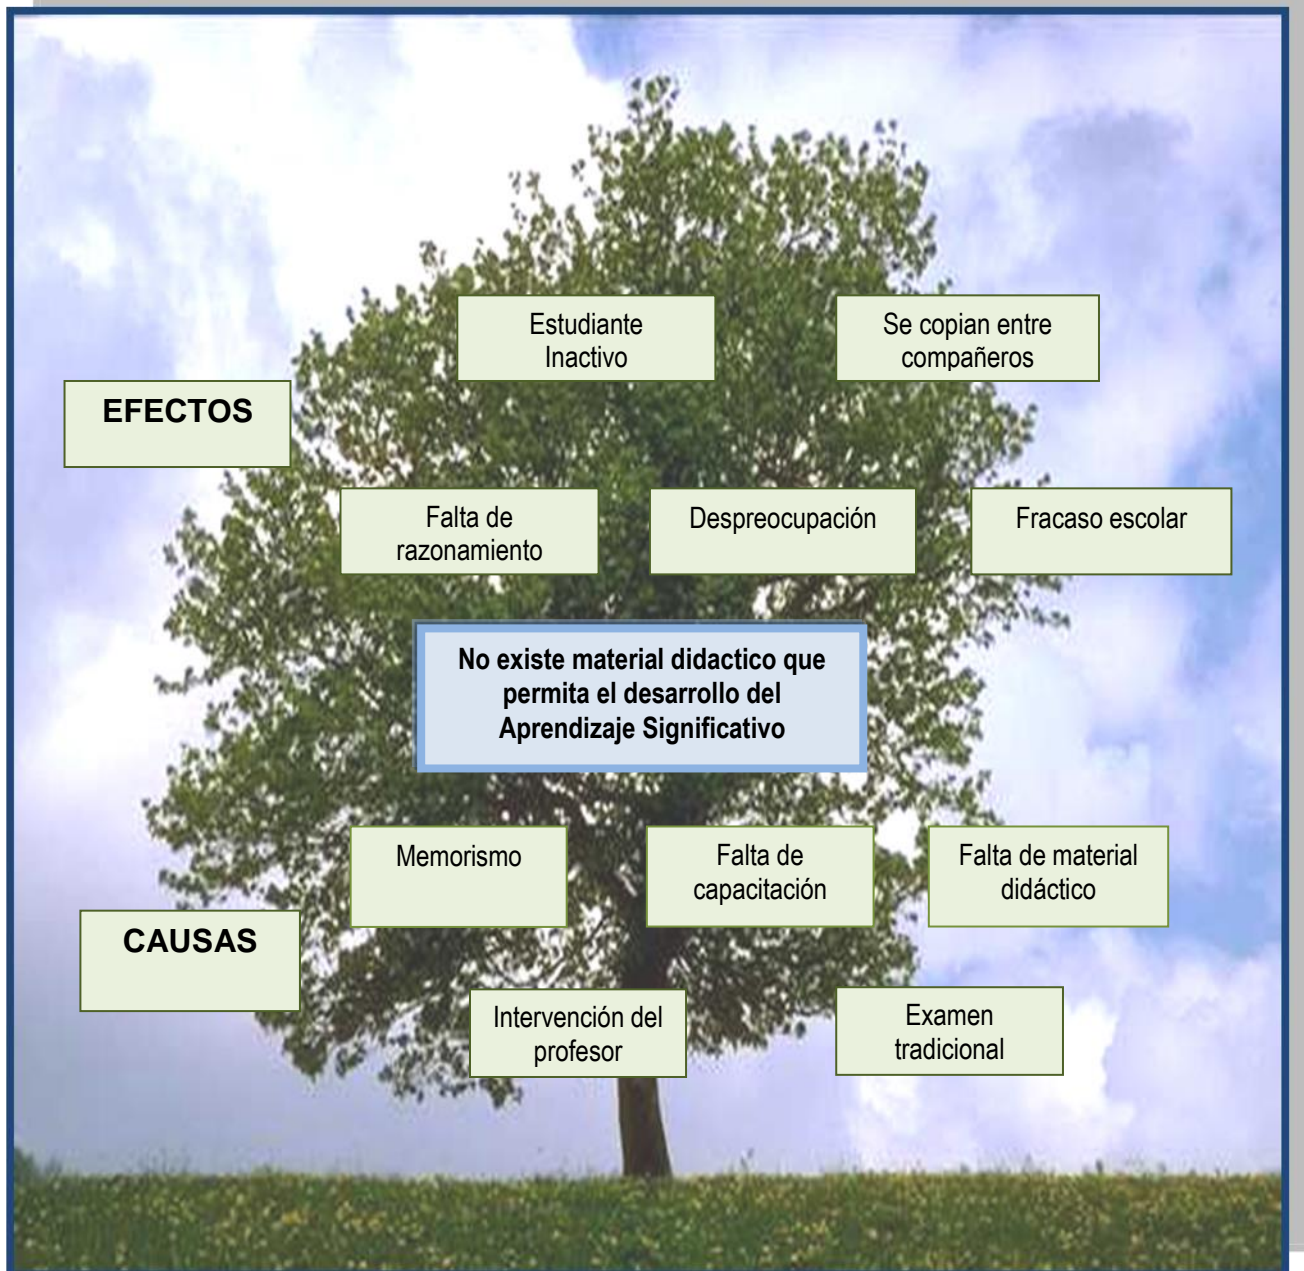 Estudiante
Inactivo
Se copian entre
compañeros
EFECTOS
Falta de
razonamiento
Despreocupación
Fracaso escolar
No existe material didactico que
permita el desarrollo del
Aprendizaje Significativo
Memorismo
Falta de
capacitación
Falta de material
didáctico
CAUSAS
Intervención del
profesor
Examen
tradicional